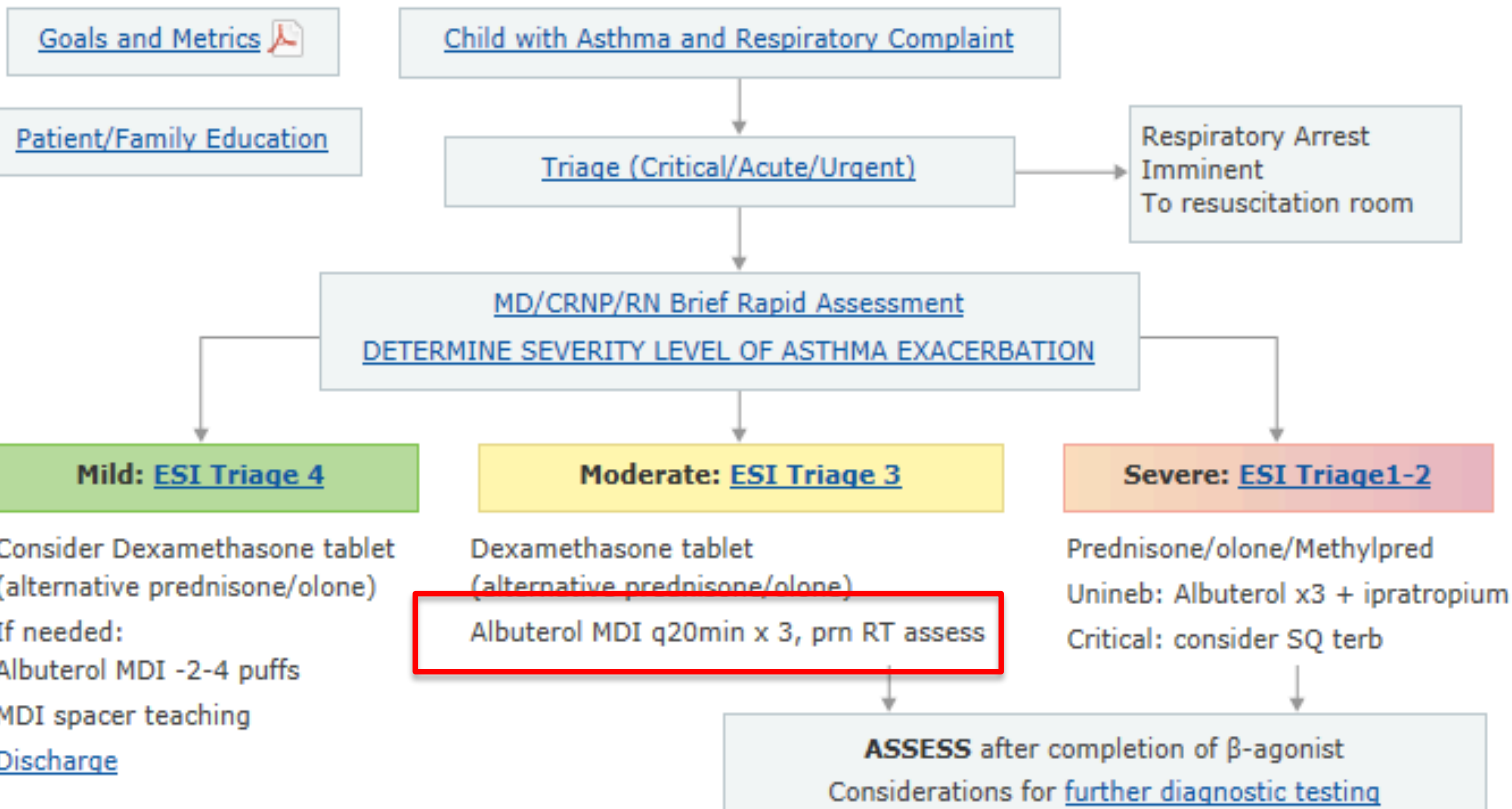 Goals and Metrics
Child with Asthma and Respiratory Complaint
Patient/Family Education
Triage (Critical/Acute/Urgent)
Respiratory Arrest
Imminent
To resuscitation room
MD/CRNP/RN Brief Rapid Assessment
DETERMINE SEVERITY LEVEL OF ASTHMA EXACERBATION
Mild: ESI Triage 4
Consider Dexamethasone tablet
(alternative prednisone/olone)
If needed:
Albuterol MDI -2-4 puffs
MDI spacer teaching
Discharge
Moderate: ESI Triage 3
Dexamethasone tablet
(alternative prednisone/olone)
Albuterol MDI q20min x 3, prn RT assess
Severe: ESI Triage1-2
Prednisone/olone/Methylpred
Unineb: Albuterol x3 + ipratropium
Critical: consider SQ terb
ASSESS after completion of β-agonist
Considerations for further diagnostic testing